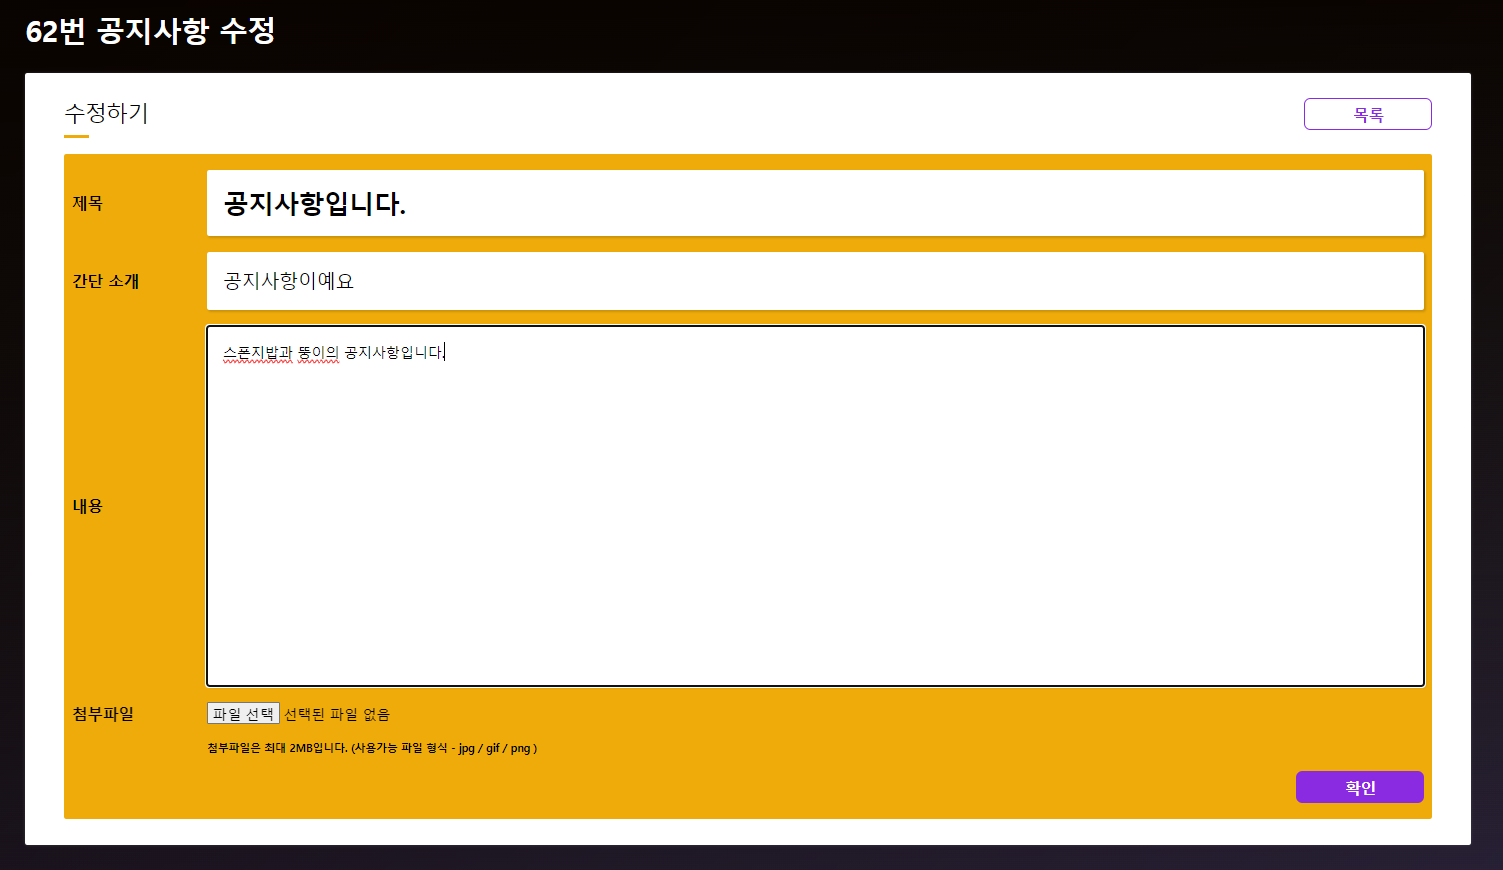 62번 공지사항 수정
수정하기
목록
제목
공지사항입니다.
간단 소개
공지사항이예요
내용
스폰지밥과 뚱이의 공지사항입니다.
첨부파일
파일 선택 선택된 파일 없음
첨부파일은 최대 2MB입니다. (사용가능 파일 형식 - jpg / gif / png )
확인